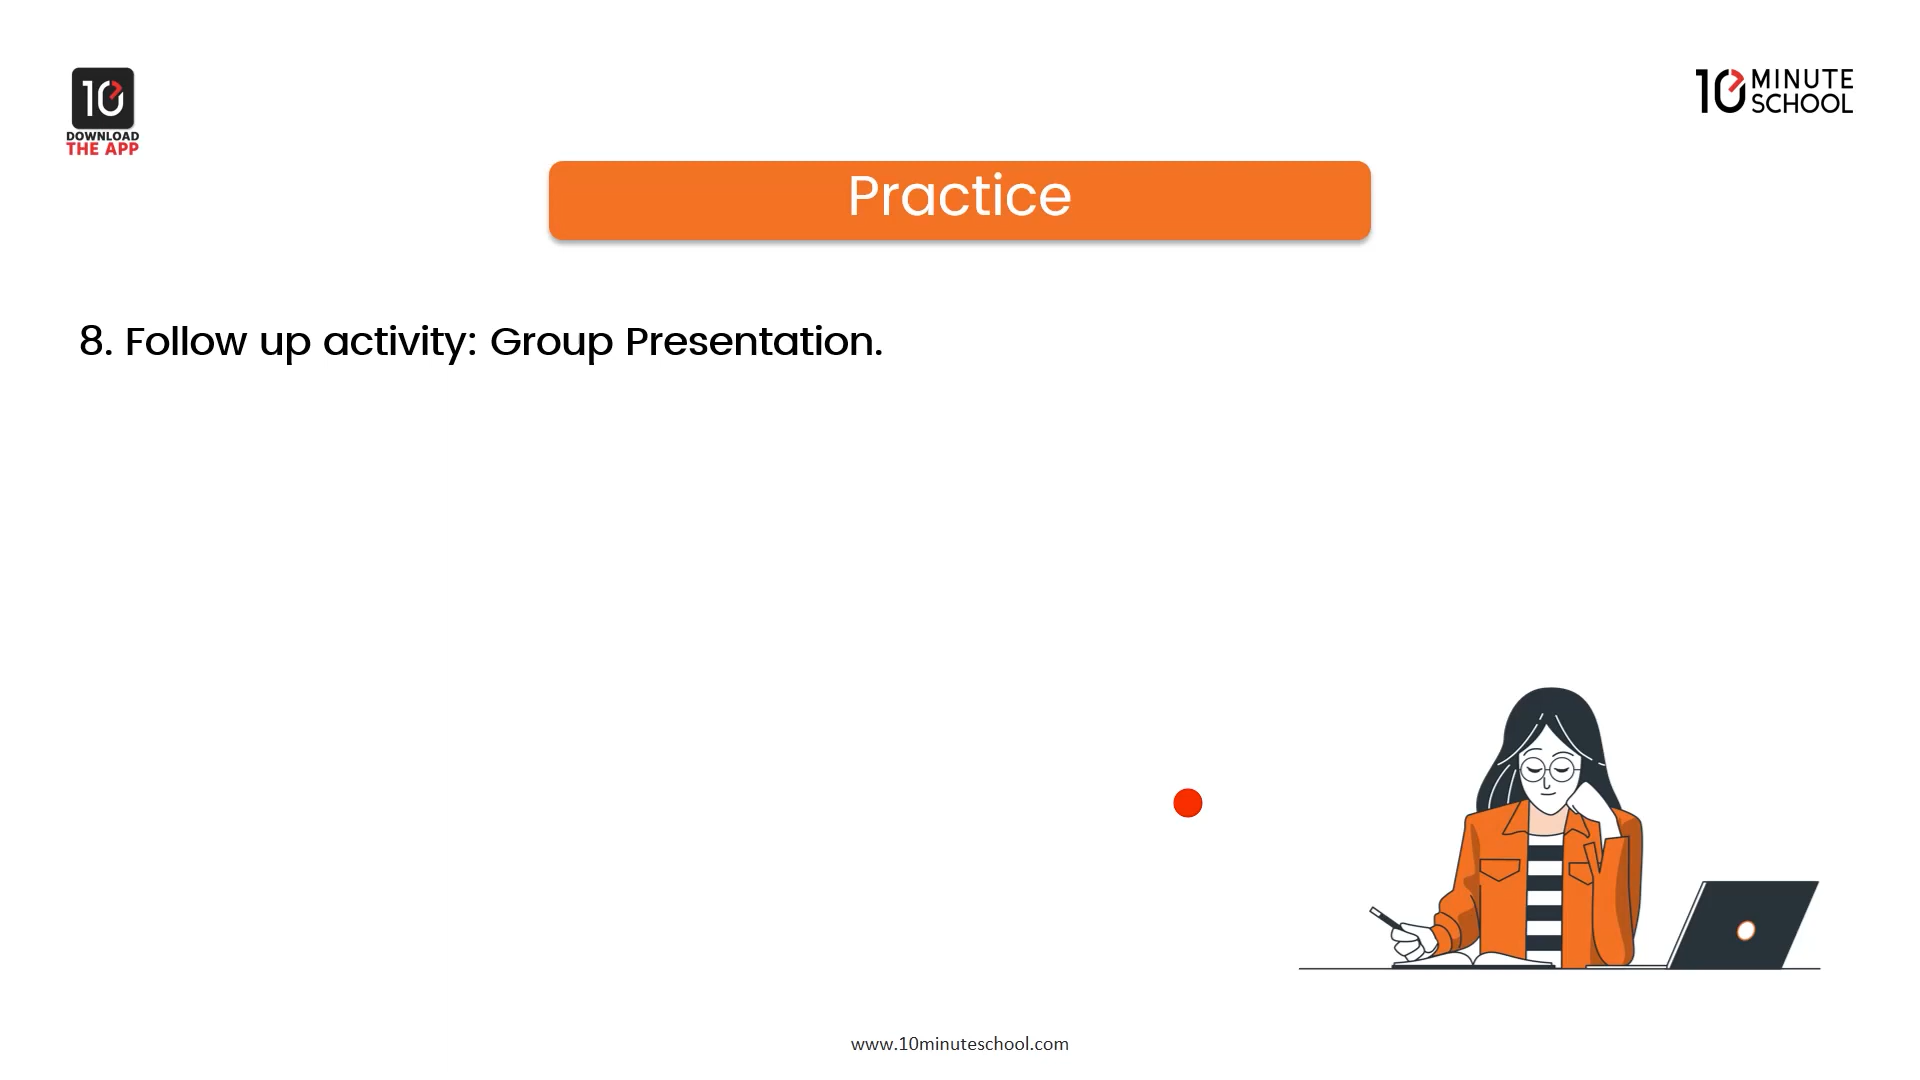 10
DOWNLOAD
THE APP
10 MINUTE
SCHOOL
Practice
8. Follow up activity: Group Presentation.
www.10minuteschool.com